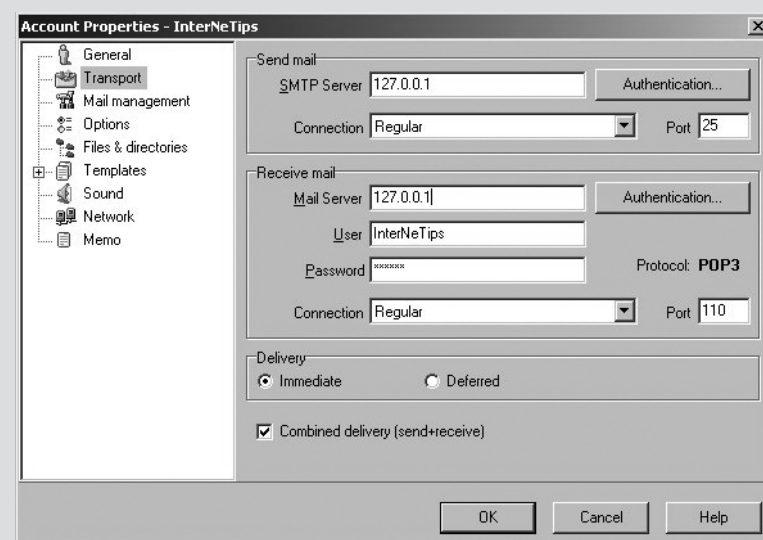 Account Properties - InterNeTips
General
Transport
Mail management
Options
Files & directories
Templates
Sound
Network
Memo
Send mail
SMTP Server 127.0.0.1 Authentication...
Connection Regular Port 25
Receive mail
Mail Server 127.0.0.1 Authentication...
User InterNeTips
Password xxxxxx Protocol: POP3
Connection Regular Port 110
Delivery
Immediate Deferred
Combined delivery (send+receive)
OK Cancel Help